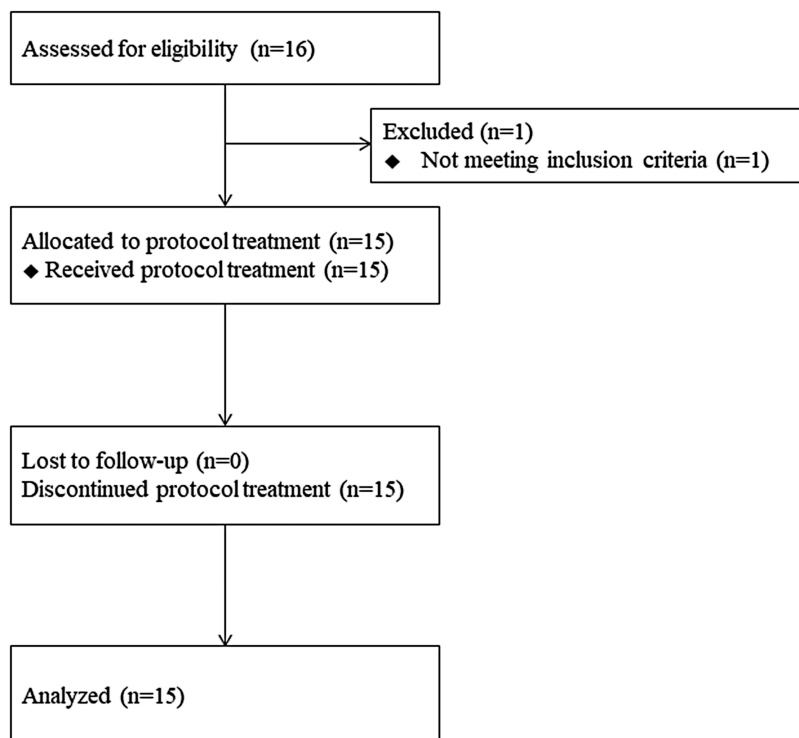 Assessed for eligibility (n=16)
Excluded (n=1)
◆ Not meeting inclusion criteria (n=1)
Allocated to protocol treatment (n=15)
◆ Received protocol treatment (n=15)
Lost to follow-up (n=0)
Discontinued protocol treatment (n=15)
Analyzed (n=15)